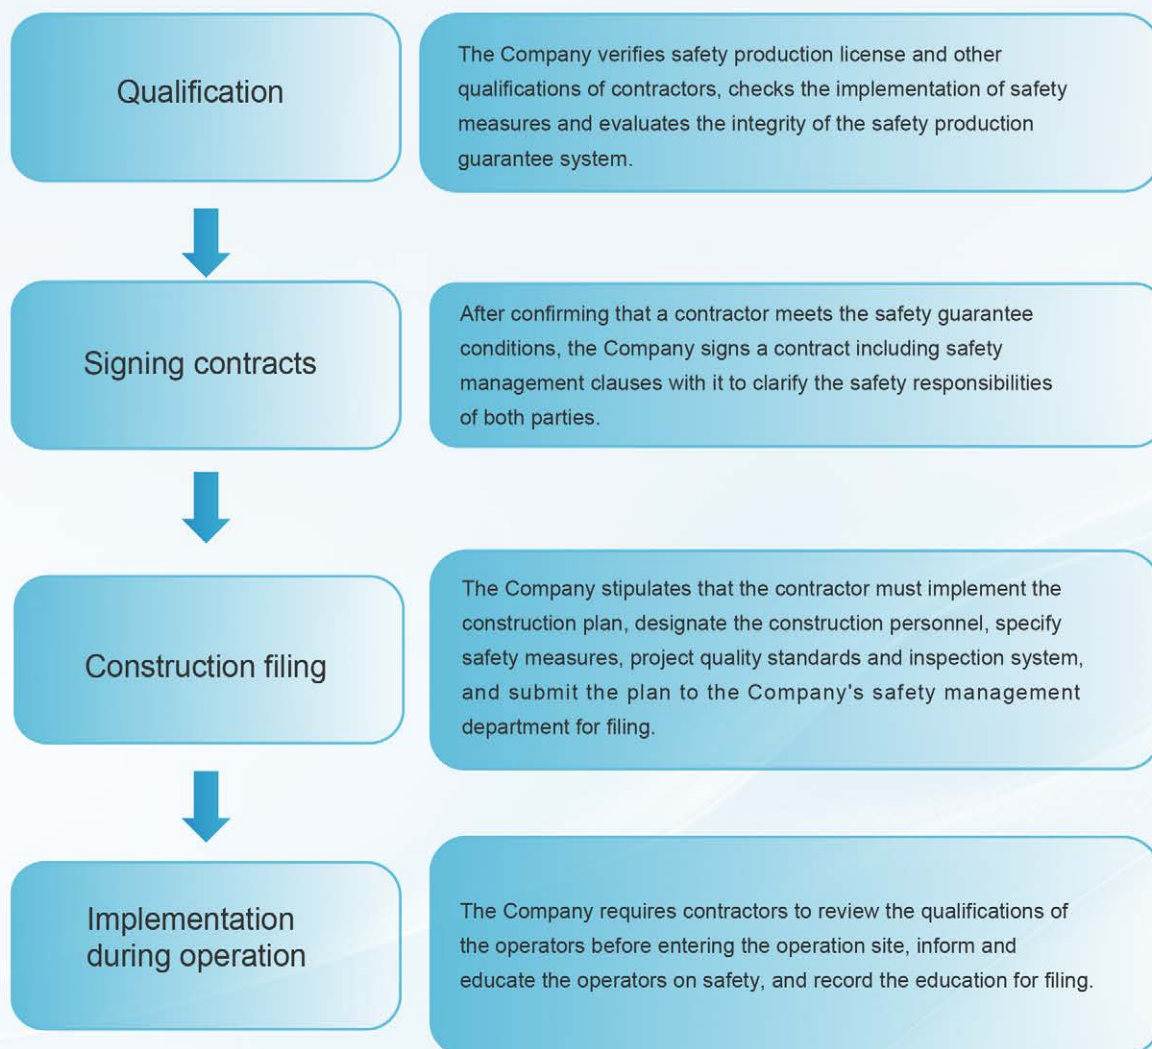 Qualification
The Company verifies safety production license and other
qualifications of contractors, checks the implementation of safety
measures and evaluates the integrity of the safety production
guarantee system.
Signing contracts
After confirming that a contractor meets the safety guarantee
conditions, the Company signs a contract including safety
management clauses with it to clarify the safety responsibilities
of both parties.
Construction filing
The Company stipulates that the contractor must implement the
construction plan, designate the construction personnel, specify
safety measures, project quality standards and inspection system,
and submit the plan to the Company's safety management
department for filing.
Implementation
during operation
The Company requires contractors to review the qualifications of
the operators before entering the operation site, inform and
educate the operators on safety, and record the education for filing.